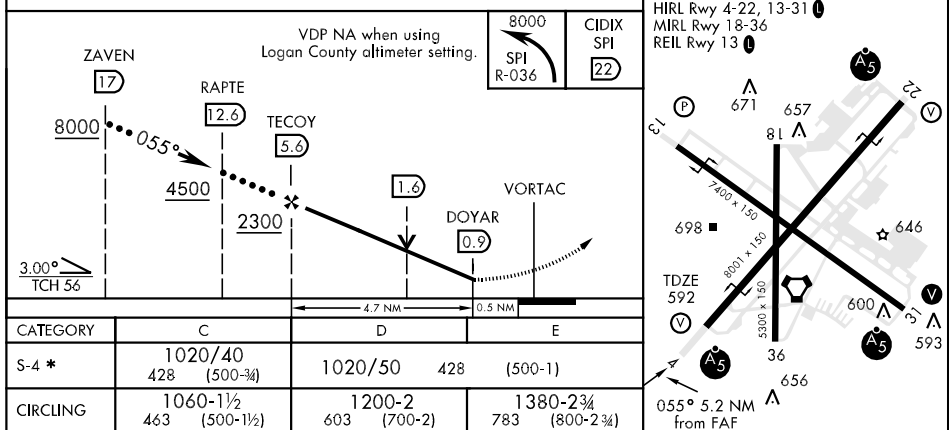 VDP NA when using
Logan County altimeter setting.
8000
SPI
R-036
CIDIX
SPI
22
ZAVEN
17
RAPTE
12.6
TECOY
5.6
8000
055°
4500
2300
1.6
VORTAC
DOYAR
0.9
3.00°
TCH 56
4.7 NM
0.5 NM
CATEGORY C D E
S-4 * 1020/40 428 (500-¾) 1020/50 428 (500-1)
CIRCLING 1060-1½ 463 (500-1½) 1200-2 603 (700-2) 1380-2¾ 783 (800-2¾)
HIRL Rwy 4-22, 13-31 L
MIRL Rwy 18-36
REIL Rwy 13 L
A5
671
657
22
V
P
13
18
7400 x 150
698
646
8001 x 150
TDZE
592
5300 x 150
600
V
31
593
V
A5
A5
36
4
656
055° 5.2 NM
from FAF